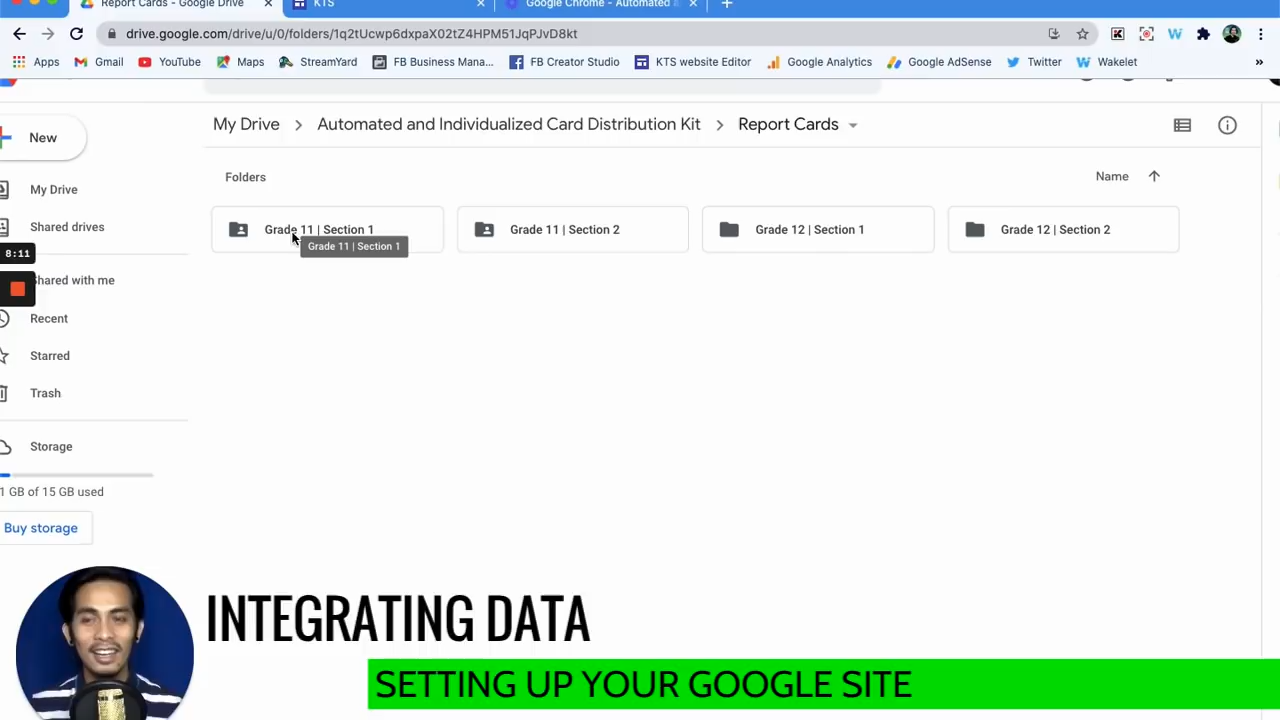 Report Cards - Google Drive × KTS × Google Chrome - Automated a × +
drive.google.com/drive/u/0/folders/1q2tUcwp6dxpaX02tZ4HPM51JqPJvD8kt
Apps Gmail YouTube Maps StreamYard FB Business Mana... FB Creator Studio KTS website Editor Google Analytics Google AdSense Twitter Wakelet »
New
My Drive > Automated and Individualized Card Distribution Kit > Report Cards
Folders Name
My Drive
Shared drives
Shared with me
Recent
Starred
Trash
Storage
1 GB of 15 GB used
Buy storage
Grade 11 | Section 1
Grade 11 | Section 2
Grade 12 | Section 1
Grade 12 | Section 2
Grade 11 | Section 1
8:11
INTEGRATING DATA
SETTING UP YOUR GOOGLE SITE